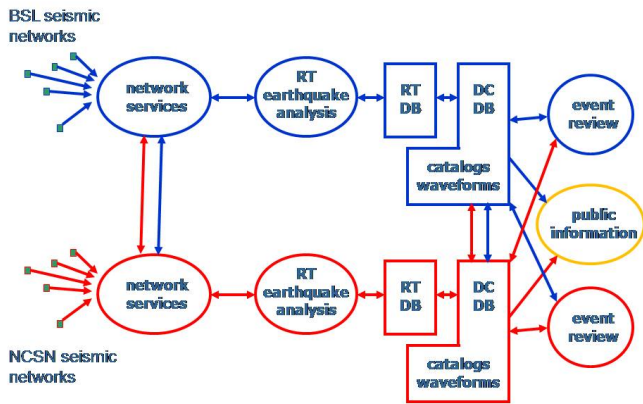 BSL seismic
networks
network
services
RT
earthquake
analysis
RT
DB
DC
DB
catalogs
waveforms
event
review
public
information
network
services
RT
earthquake
analysis
RT
DB
DC
DB
catalogs
waveforms
event
review
NCSN seismic
networks